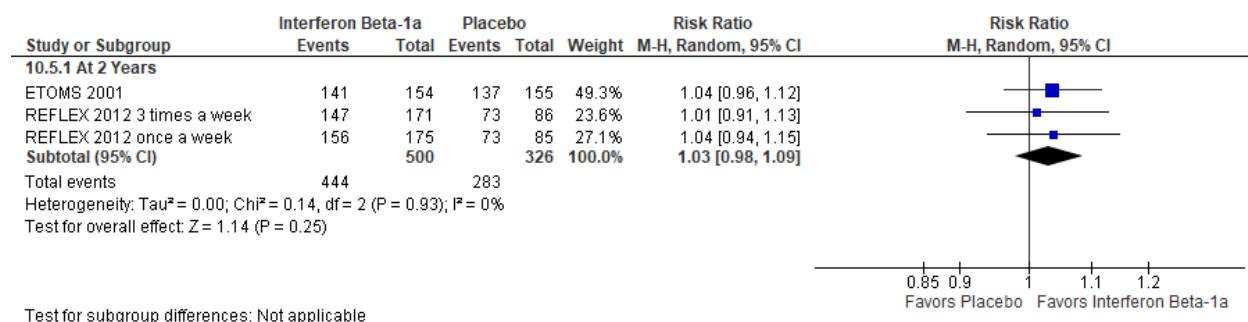 Interferon Beta-1a Placebo Risk Ratio Risk Ratio
Study or Subgroup Events Total Events Total Weight M-H, Random, 95% CI M-H, Random, 95% CI
10.5.1 At 2 Years
ETOMS 2001 141 154 137 155 49.3% 1.04 [0.96, 1.12]
REFLEX 2012 3 times a week 147 171 73 86 23.6% 1.01 [0.91, 1.13]
REFLEX 2012 once a week 156 175 73 85 27.1% 1.04 [0.94, 1.15]
Subtotal (95% CI) 500 326 100.0% 1.03 [0.98, 1.09]
Total events 444 283
Heterogeneity: Tau² = 0.00; Chi² = 0.14, df = 2 (P = 0.93); I² = 0%
Test for overall effect: Z = 1.14 (P = 0.25)
0.85 0.9 1 1.1 1.2
Favors Placebo Favors Interferon Beta-1a
Test for subgroup differences: Not applicable